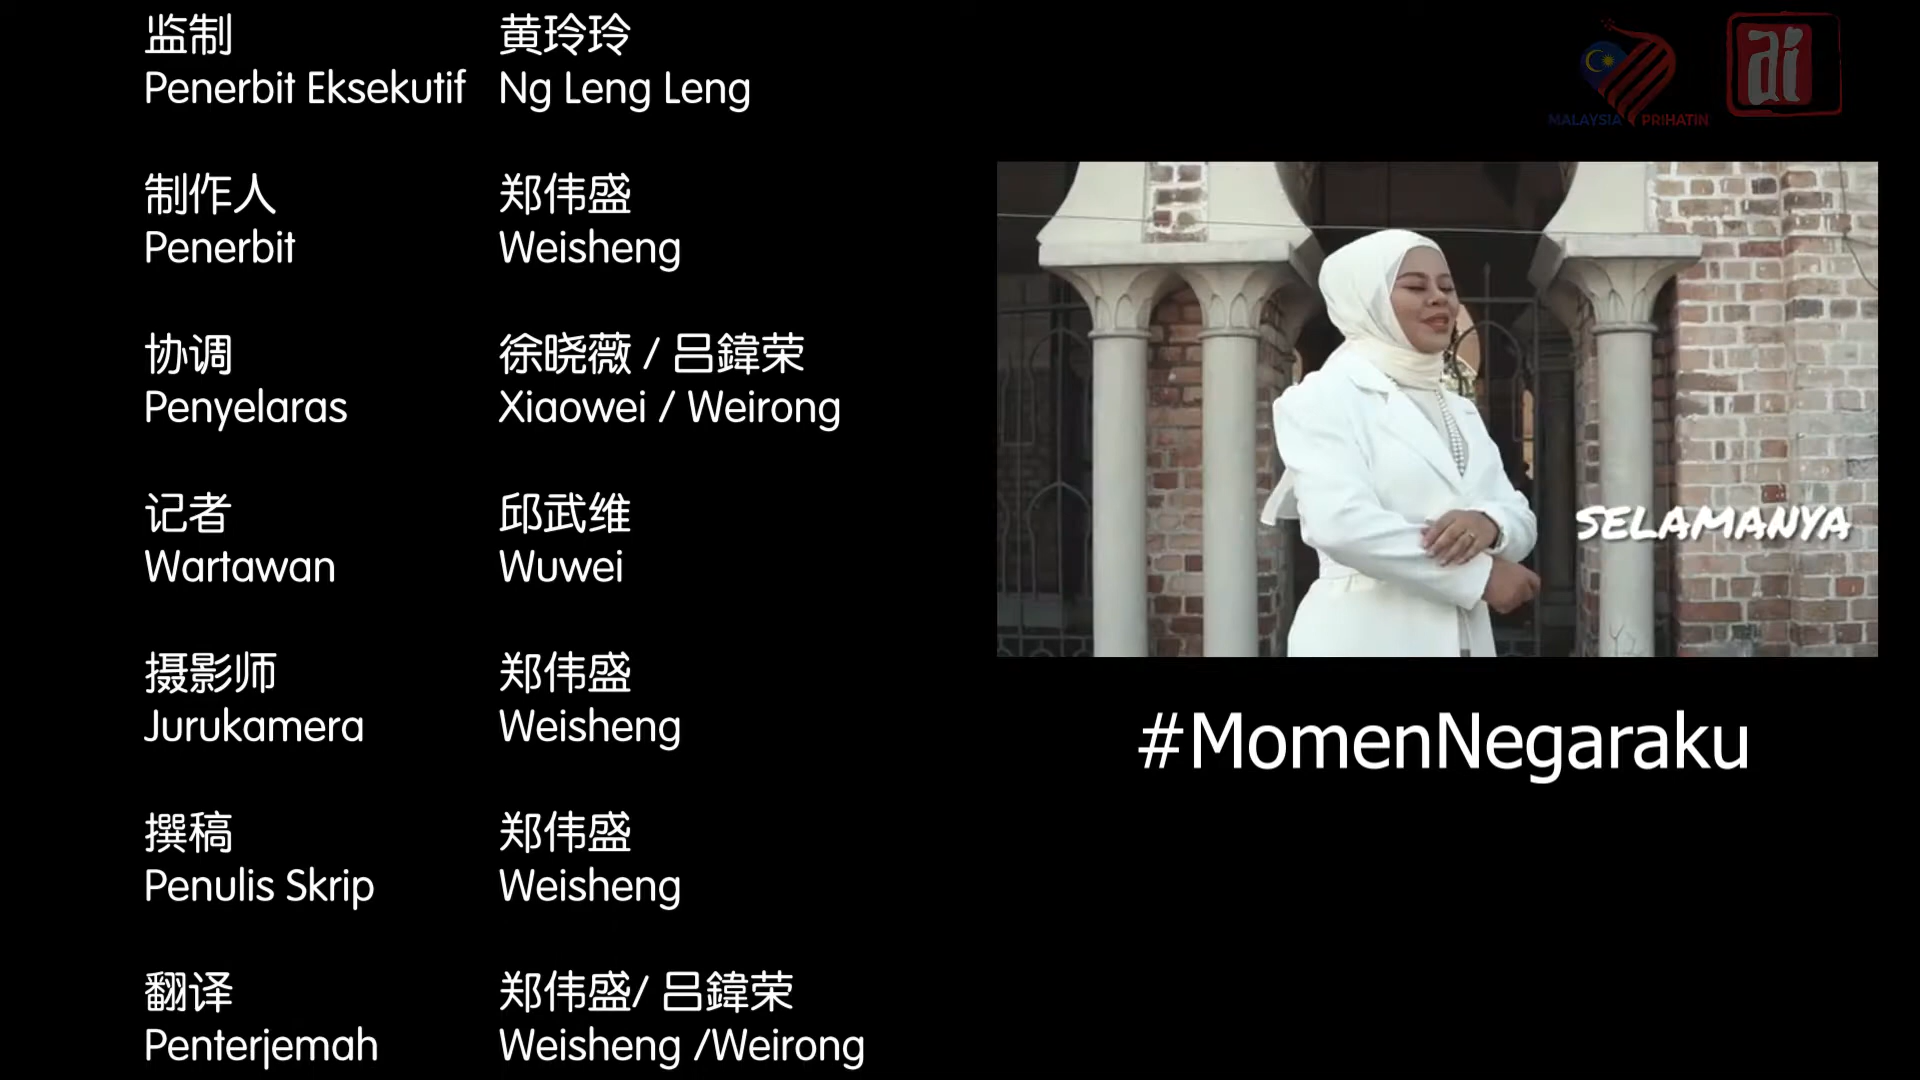 监制 黄玲玲
Penerbit Eksekutif Ng Leng Leng
制作人 郑伟盛
Penerbit Weisheng
协调 徐晓薇 / 吕鍏荣
Penyelaras Xiaowei / Weirong
记者 邱武维
Wartawan Wuwei
摄影师 郑伟盛
Jurukamera Weisheng
撰稿 郑伟盛
Penulis Skrip Weisheng
翻译 郑伟盛/ 吕鍏荣
Penterjemah Weisheng /Weirong
MALAYSIA PRIHATIN
ai
SELAMANYA
#MomenNegaraku